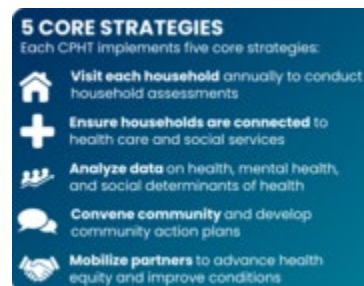 5 CORE STRATEGIES
Each CPHT implements five core strategies:
Visit each household annually to conduct
household assessments
Ensure households are connected to
health care and social services
Analyze data on health, mental health,
and social determinants of health
Convene community and develop
community action plans
Mobilize partners to advance health
equity and improve conditions